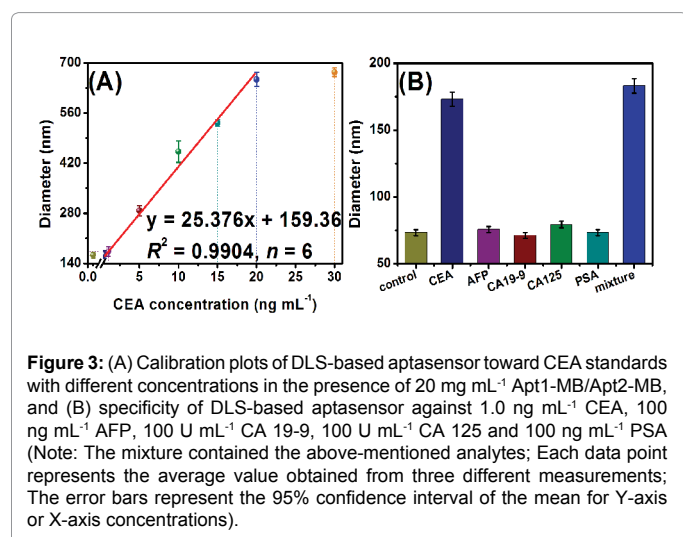 (A)
Diameter (nm)
700
560
420
280
140
y = 25.376x + 159.36
R² = 0.9904, n = 6
0.0 5 10 15 20 25 30
CEA concentration (ng mL⁻¹)
(B)
Diameter (nm)
200
150
100
50
control CEA AFP CA19-9 CA125 PSA mixture
Figure 3: (A) Calibration plots of DLS-based aptasensor toward CEA standards
with different concentrations in the presence of 20 mg mL⁻¹ Apt1-MB/Apt2-MB,
and (B) specificity of DLS-based aptasensor against 1.0 ng mL⁻¹ CEA, 100
ng mL⁻¹ AFP, 100 U mL⁻¹ CA 19-9, 100 U mL⁻¹ CA 125 and 100 ng mL⁻¹ PSA
(Note: The mixture contained the above-mentioned analytes; Each data point
represents the average value obtained from three different measurements;
The error bars represent the 95% confidence interval of the mean for Y-axis
or X-axis concentrations).